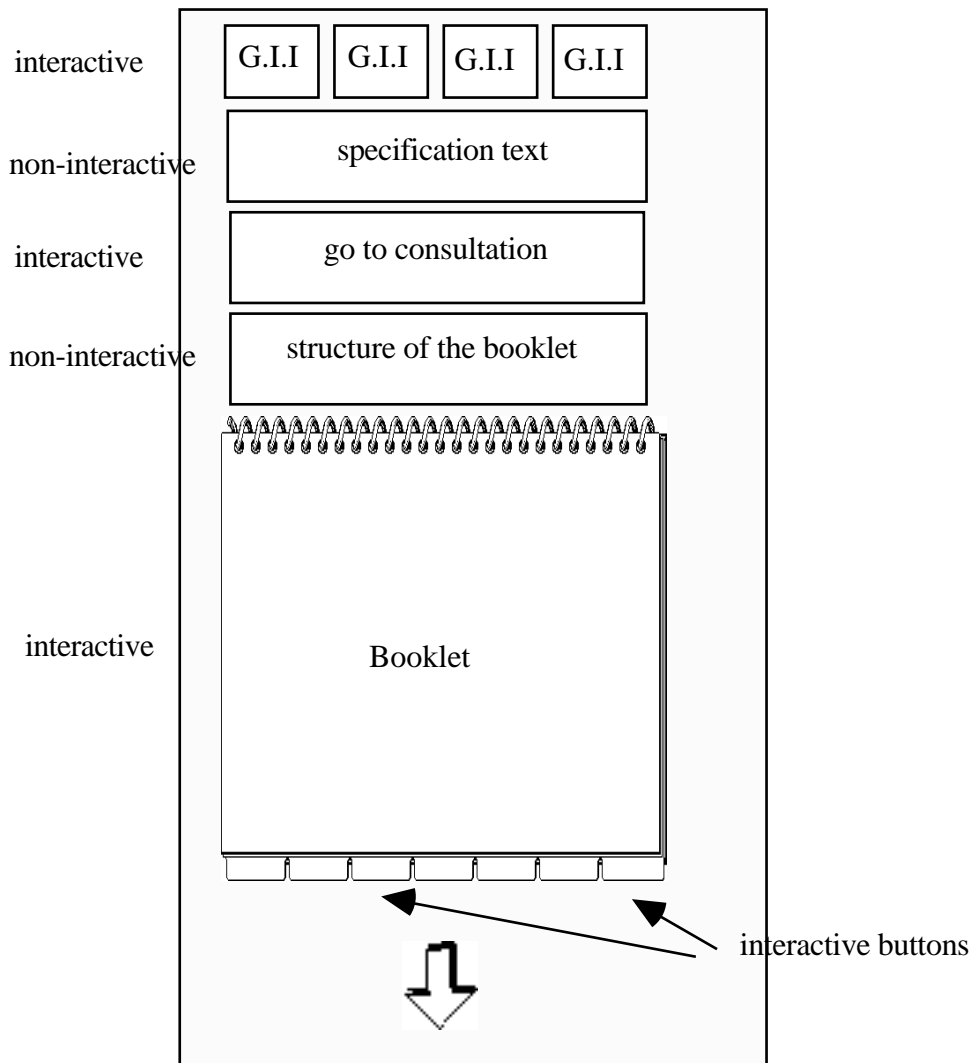 interactive G.I.I G.I.I G.I.I G.I.I
non-interactive specification text
interactive go to consultation
non-interactive structure of the booklet
interactive Booklet
interactive buttons